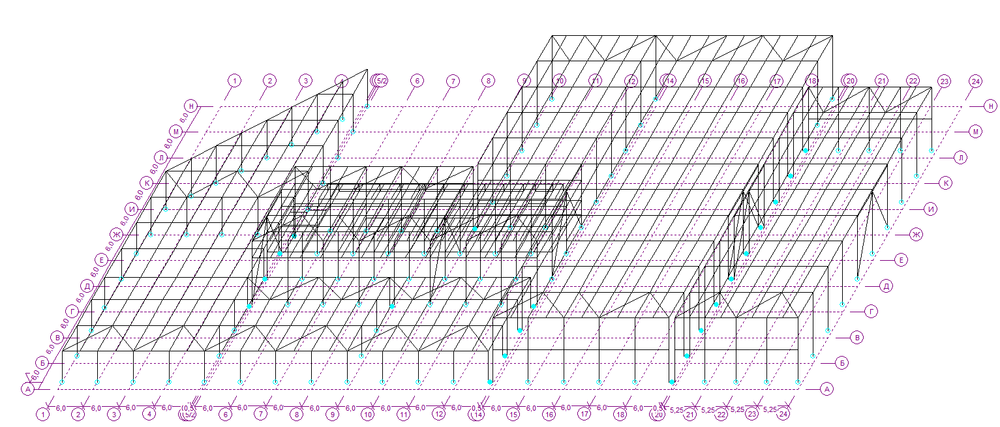 1 2 3 4 5/2 6 7 8 9 10 11 12 14 15 16 17 18 20 21 22 23 24
Н 6,0 Н
М 6,0 М
Л 6,0 Л
К 6,0 К
И 6,0 И
Ж 6,0 Ж
Е 6,0 Е
Д 6,0 Д
Г 6,0 Г
В 6,0 В
Б 6,0 Б
А А
6,0 6,0 6,0 6,0 0,5 6,0 6,0 6,0 6,0 6,0 6,0 6,0 6,0 0,5 6,0 6,0 6,0 6,0 6,0 0,5 5,25 5,25 5,25 5,25
1 2 3 4 5/2 6 7 8 9 10 11 12 14 15 16 17 18 20 21 22 23 24